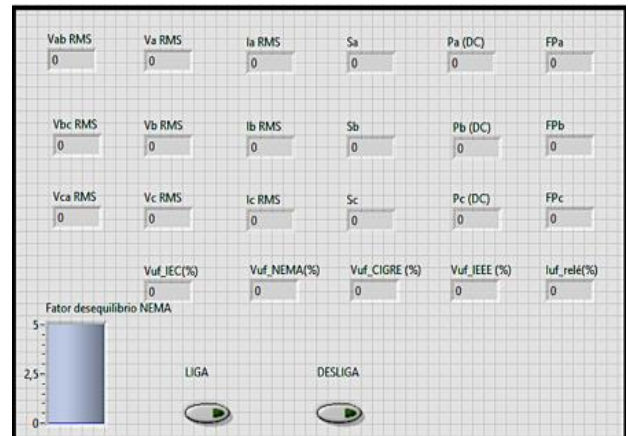 Vab RMS Va RMS Ia RMS Sa Pa (DC) FPa
0 0 0 0 0 0
Vbc RMS Vb RMS Ib RMS Sb Pb (DC) FPb
0 0 0 0 0 0
Vca RMS Vc RMS Ic RMS Sc Pc (DC) FPc
0 0 0 0 0 0
Vuf_IEC(%) Vuf_NEMA(%) Vuf_CIGRE (%) Vuf_IEEE (%) Iuf_relé(%)
0 0 0 0 0
Fator desequilibrio NEMA
5
2,5
0
LIGA DESLIGA